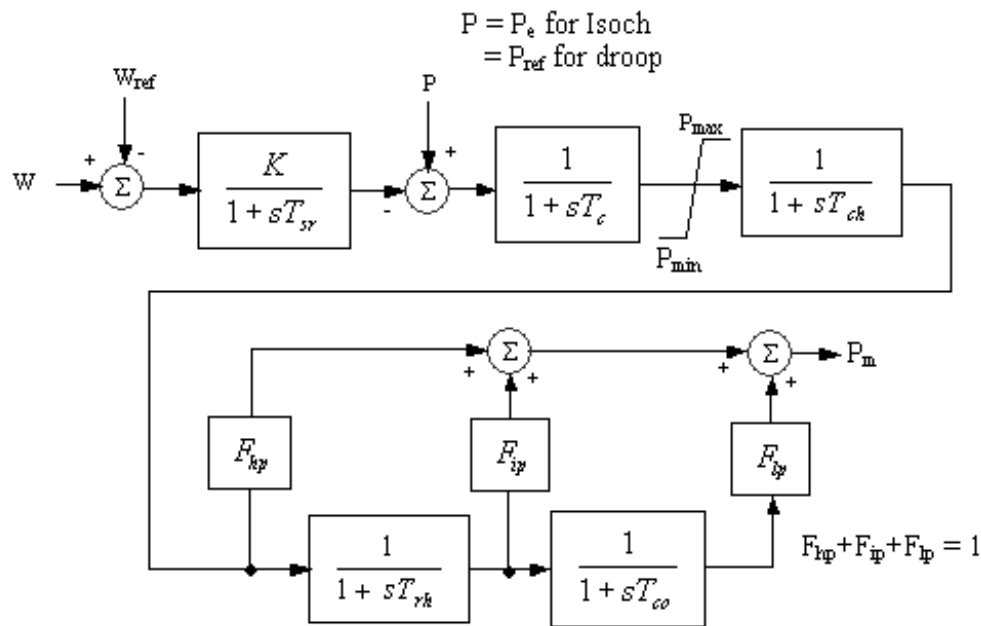 P = Pₑ for Isoch
= P_ref for droop
W_ref
P
+
-
W
Σ
K
1 + sT_sr
+
-
Σ
1
1 + sT_c
P_max
P_min
1
1 + sT_ch
Σ
+
+
Σ
+
+
P_m
F_hp
F_ip
F_lp
1
1 + sT_rh
1
1 + sT_co
F_hp+F_ip+F_lp = 1